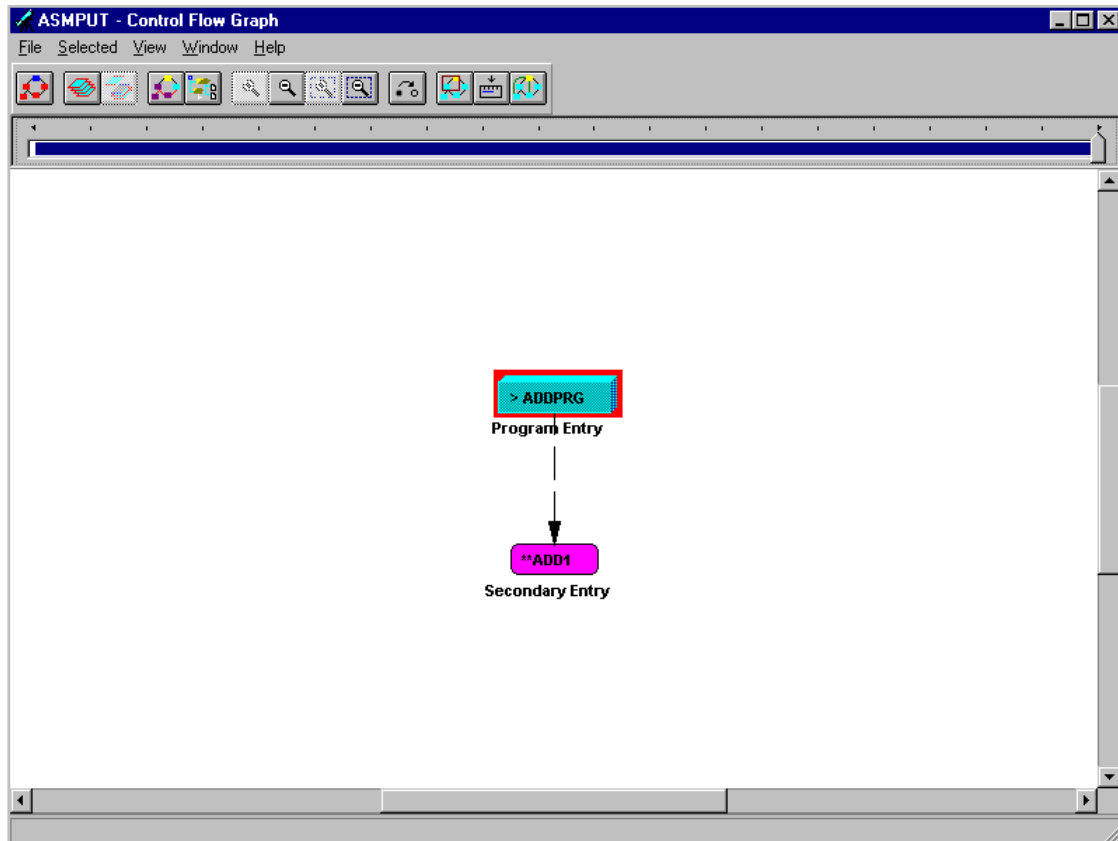 ASMPUT - Control Flow Graph
File Selected View Window Help
> ADDPRG
Program Entry
**ADD1
Secondary Entry